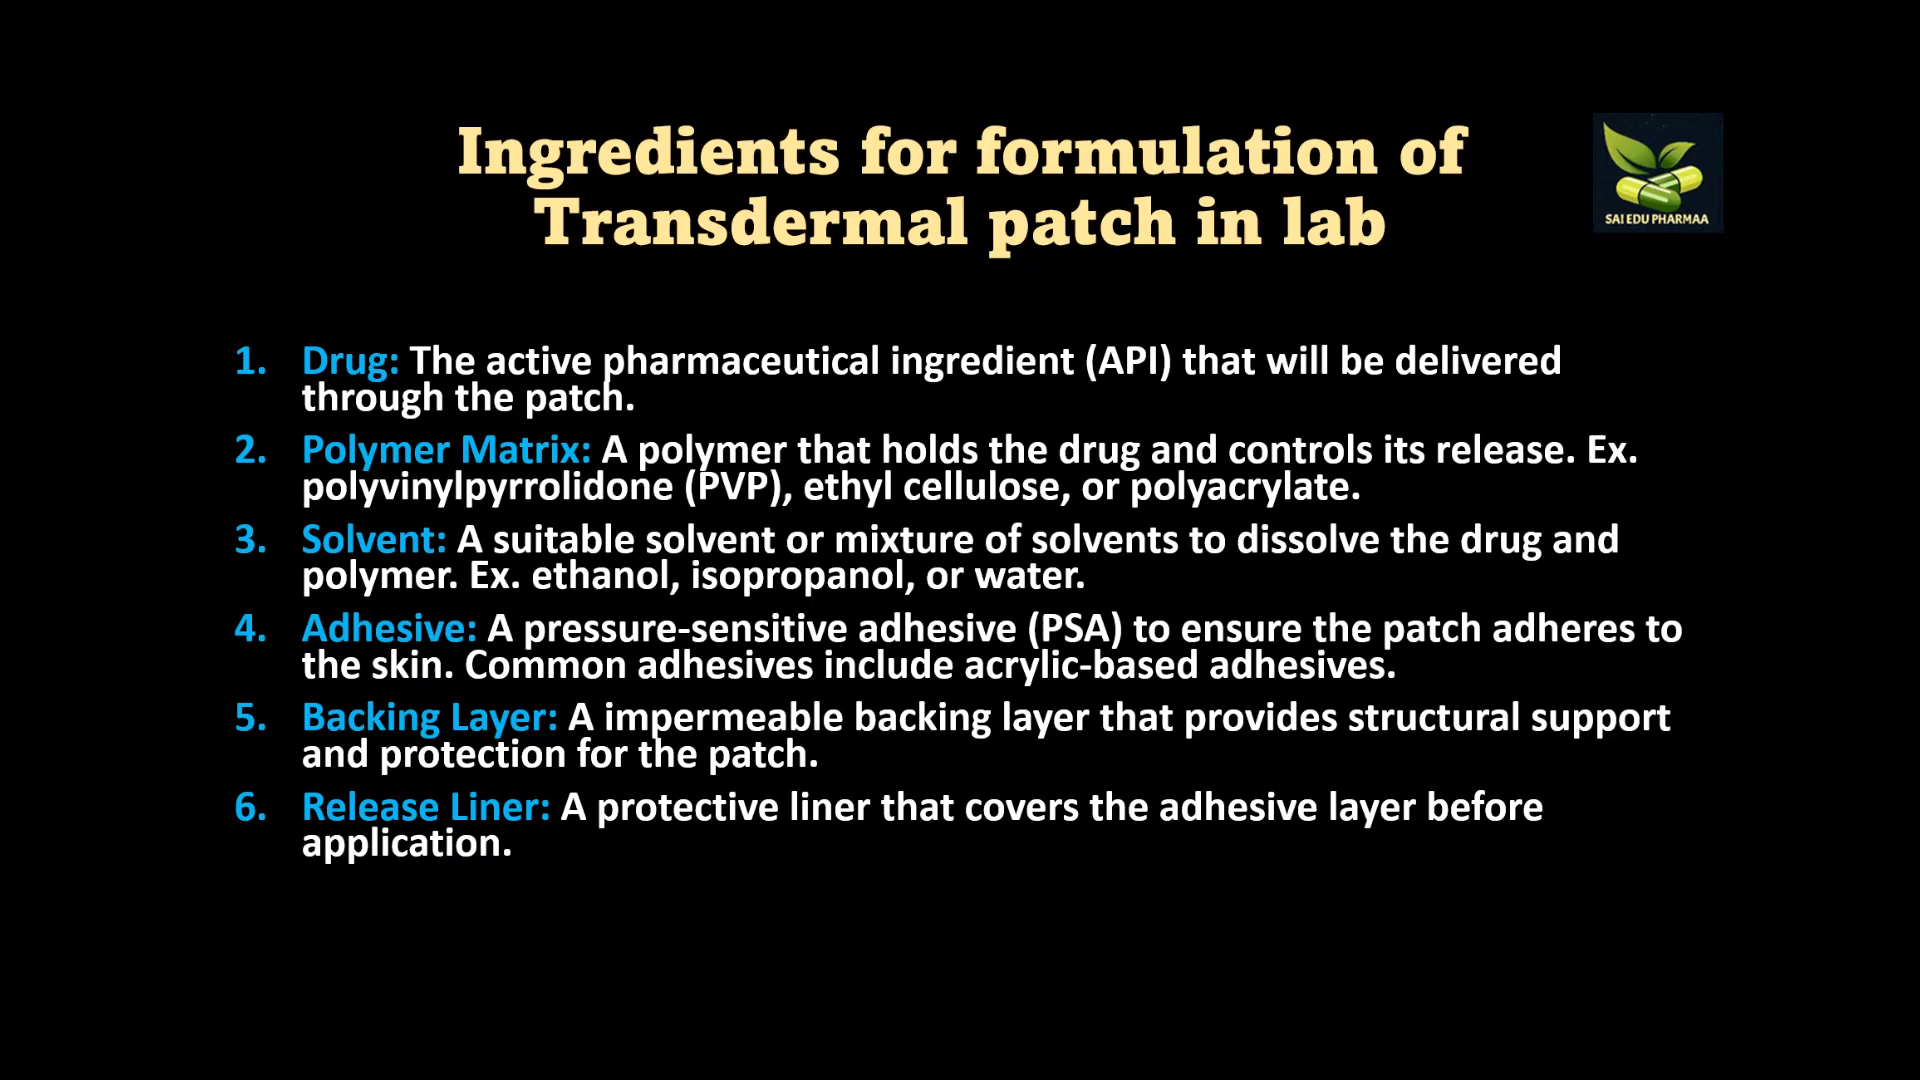 Ingredients for formulation of
Transdermal patch in lab
SAI EDU PHARMAA
1. Drug: The active pharmaceutical ingredient (API) that will be delivered
through the patch.
2. Polymer Matrix: A polymer that holds the drug and controls its release. Ex.
polyvinylpyrrolidone (PVP), ethyl cellulose, or polyacrylate.
3. Solvent: A suitable solvent or mixture of solvents to dissolve the drug and
polymer. Ex. ethanol, isopropanol, or water.
4. Adhesive: A pressure-sensitive adhesive (PSA) to ensure the patch adheres to
the skin. Common adhesives include acrylic-based adhesives.
5. Backing Layer: A impermeable backing layer that provides structural support
and protection for the patch.
6. Release Liner: A protective liner that covers the adhesive layer before
application.